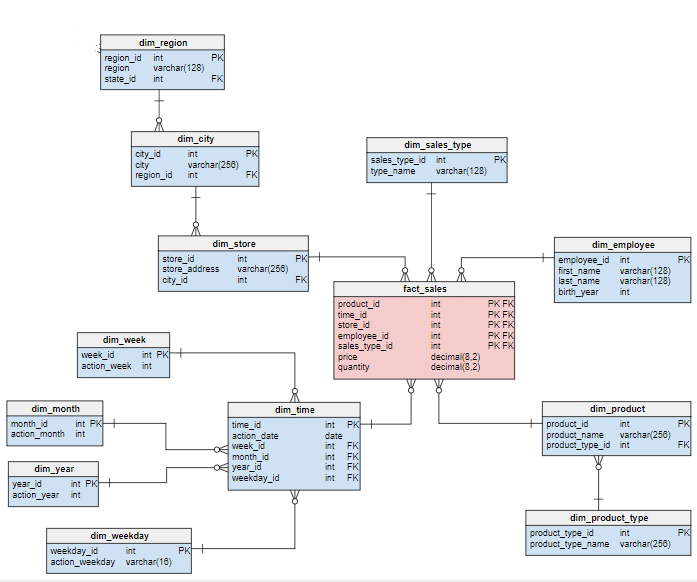 dim_region
region_id int PK
region varchar(128)
state_id int FK
dim_city
city_id int PK
city varchar(256)
region_id int FK
dim_sales_type
sales_type_id int PK
type_name varchar(128)
dim_store
store_id int PK
store_address varchar(256)
city_id int FK
dim_employee
employee_id int PK
first_name varchar(128)
last_name varchar(128)
birth_year int
fact_sales
product_id int PK FK
time_id int PK FK
store_id int PK FK
employee_id int PK FK
sales_type_id int PK FK
price decimal(8,2)
quantity decimal(8,2)
dim_week
week_id int PK
action_week int
dim_month
month_id int PK
action_month int
dim_time
time_id int PK
action_date date
week_id int FK
month_id int FK
year_id int FK
weekday_id int FK
dim_product
product_id int PK
product_name varchar(256)
product_type_id int FK
dim_year
year_id int PK
action_year int
dim_weekday
weekday_id int PK
action_weekday varchar(16)
dim_product_type
product_type_id int PK
product_type_name varchar(256)